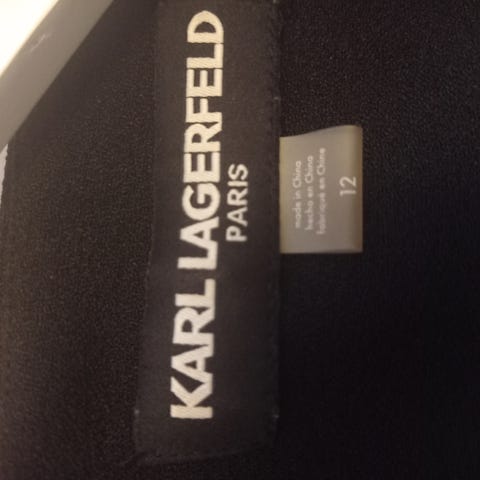 KARL LAGERFELD
PARIS
made in China
hecho en China
fabriqué en Chine
12